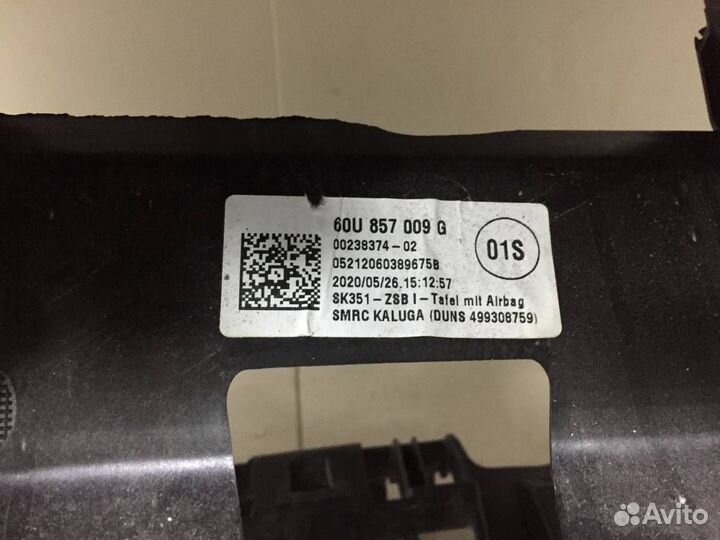 60U 857 009 G
00238374-02
05212060389675B
2020/05/26.15:12:57
SK351-ZSB I-Tafel mit Airbag
SMRC KALUGA (DUNS 499308759)
01S
Avito